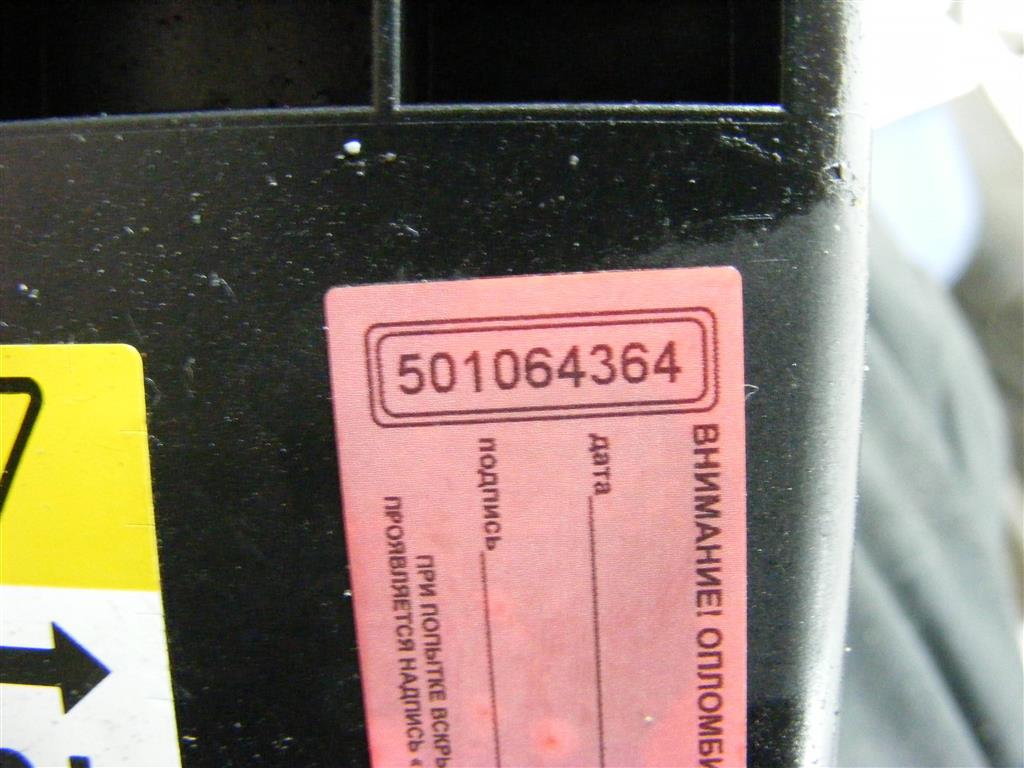 501064364
ВНИМАНИЕ! ОПЛОМБИ
дата
подпись
ПРИ ПОПЫТКЕ ВСКРЫ
ПРОЯВЛЯЕТСЯ НАДПИСЬ «